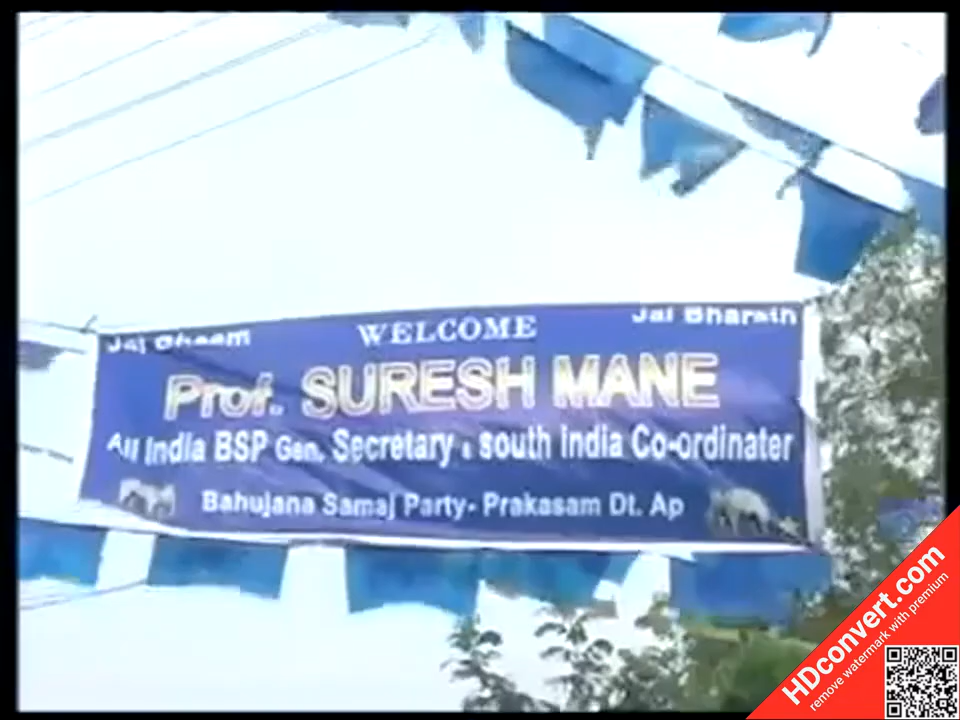 Jai Bheem
WELCOME
Jai Bharath
Prof. SURESH MANE
All India BSP Gen. Secretary & south india Co-ordinater
Bahujana Samaj Party- Prakasam Dt. Ap
HDconvert.com
remove watermark with premium